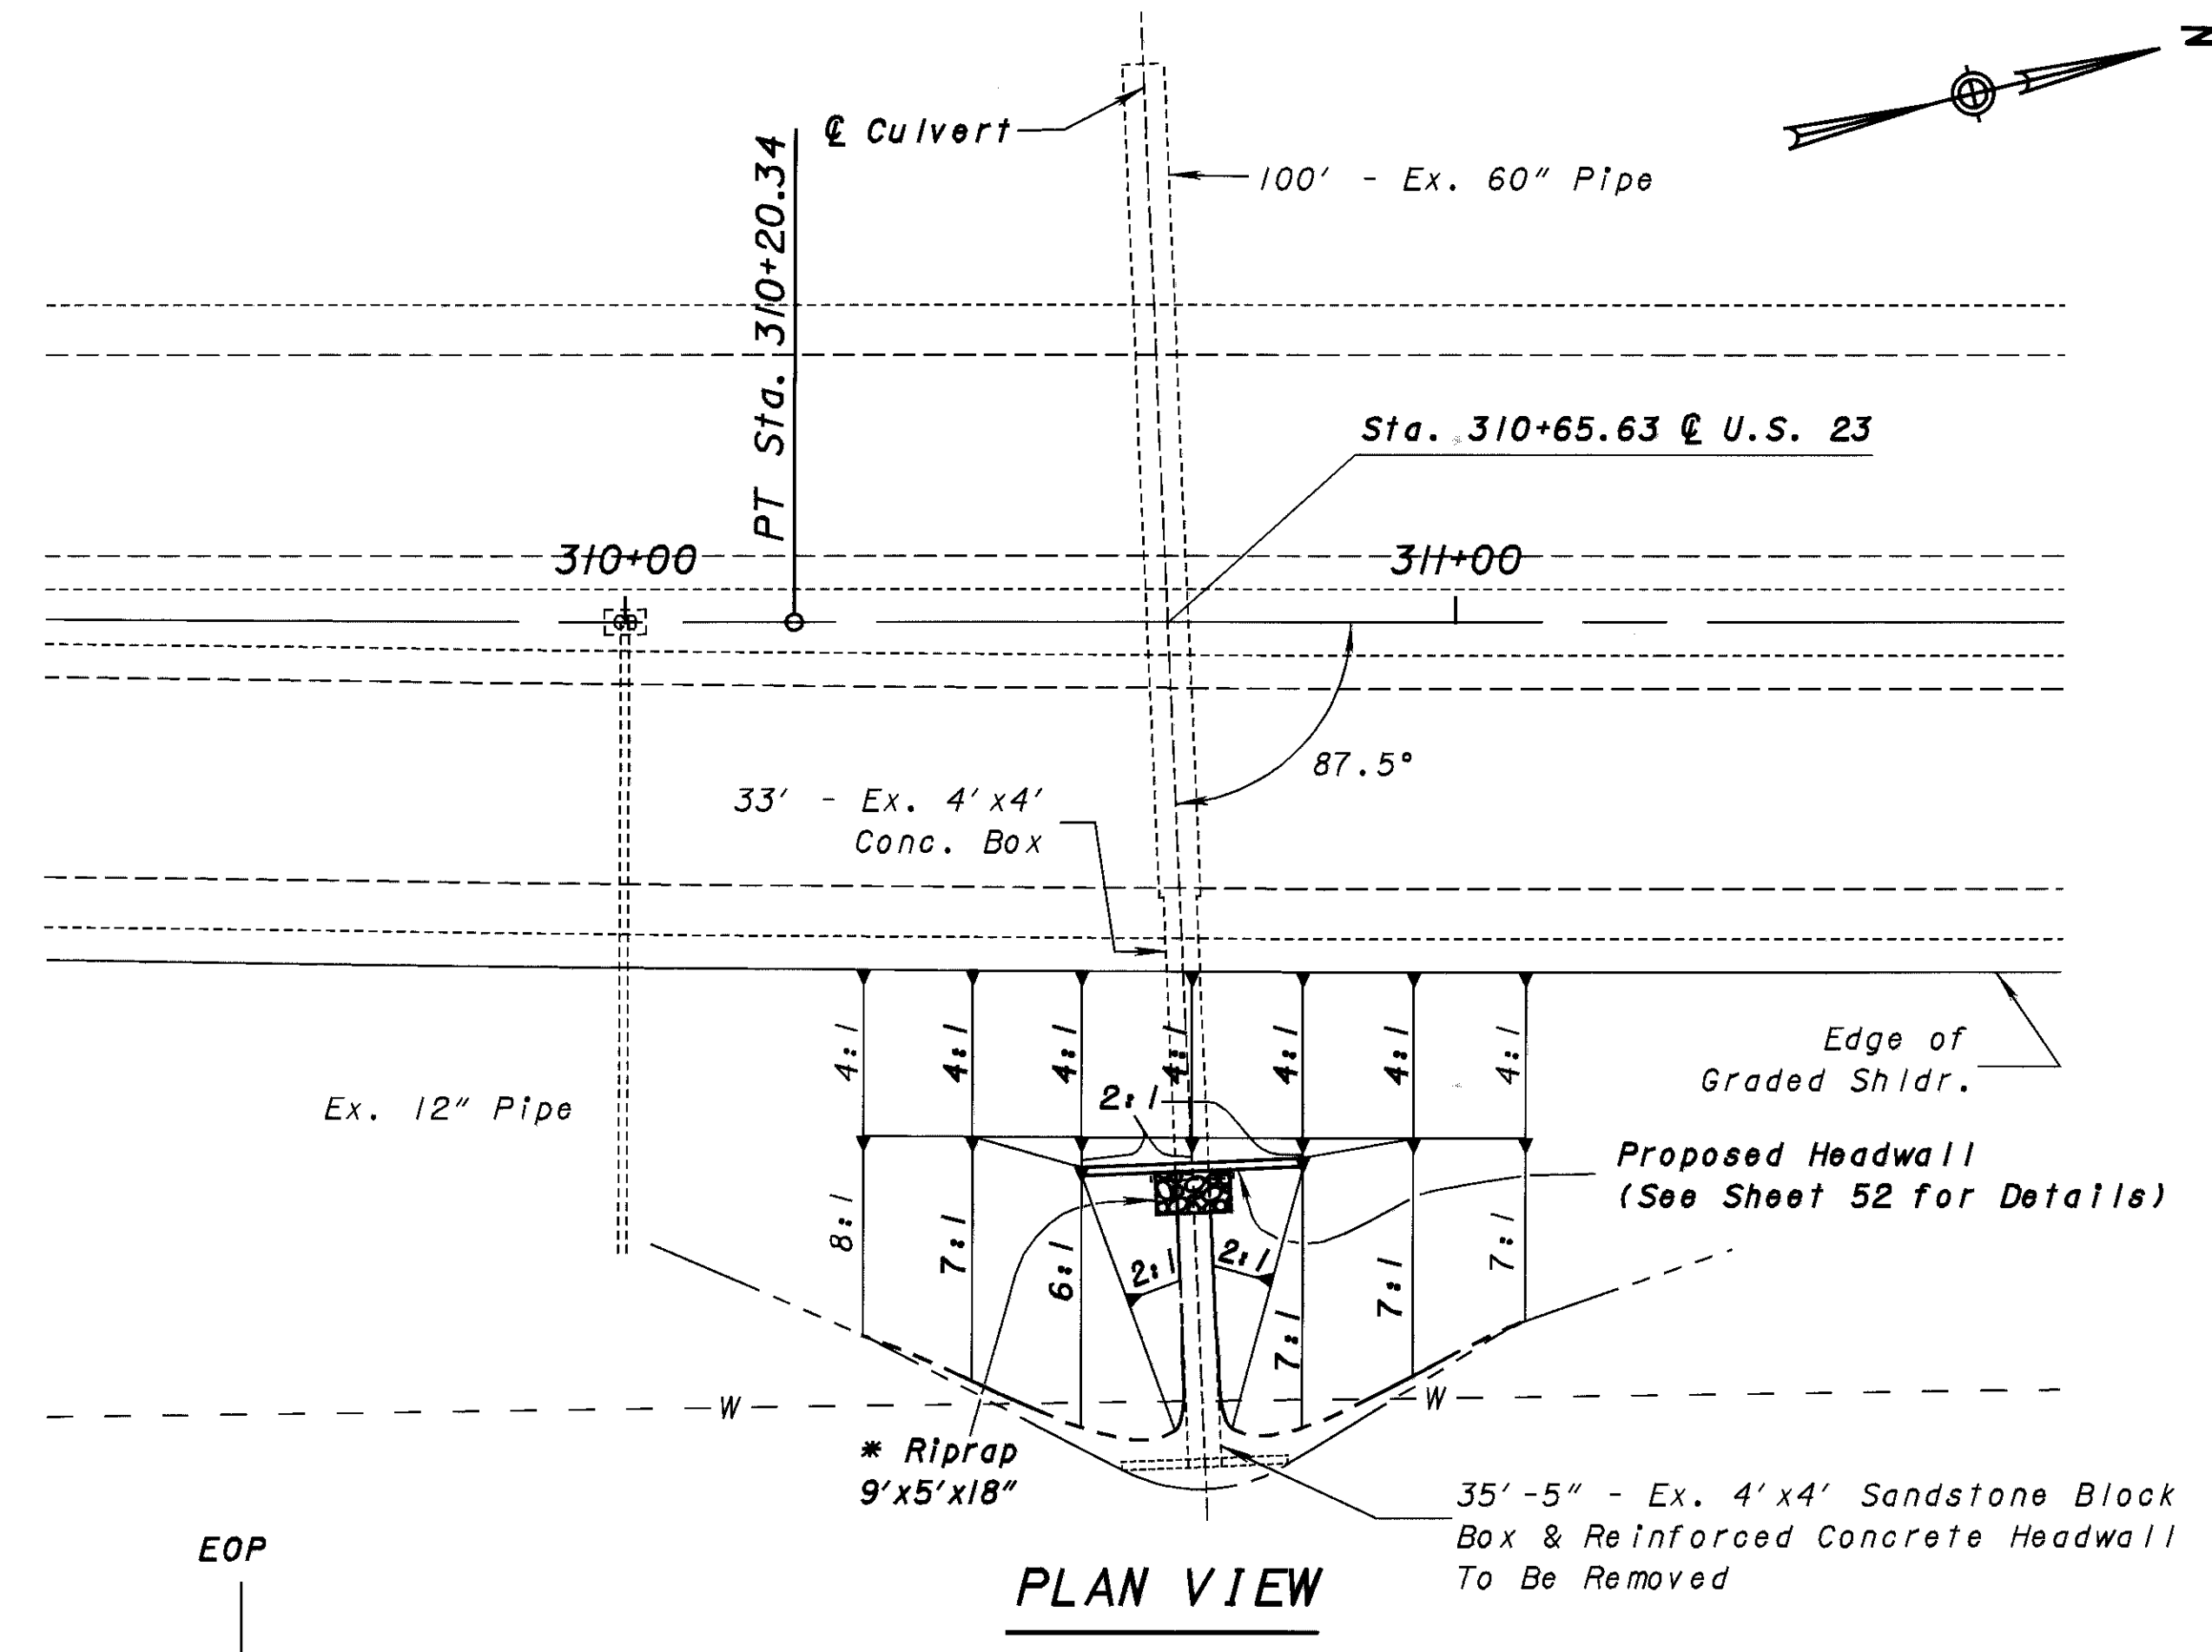 N
℄ Culvert
100' - Ex. 60" Pipe
PT Sta. 310+20.34
Sta. 310+65.63 ℄ U.S. 23
310+00
311+00
CB
87.5°
33' - Ex. 4'x4'
Conc. Box
4:1
4:1
4:1
4:1
4:1
4:1
4:1
Edge of
Graded Shldr.
Ex. 12" Pipe
2:1
Proposed Headwall
(See Sheet 52 for Details)
8:1
7:1
6:1
2:1
2:1
7:1
7:1
7:1
W
W
* Riprap
9'x5'x18"
35'-5" - Ex. 4'x4' Sandstone Block
Box & Reinforced Concrete Headwall
To Be Removed
EOP
PLAN VIEW